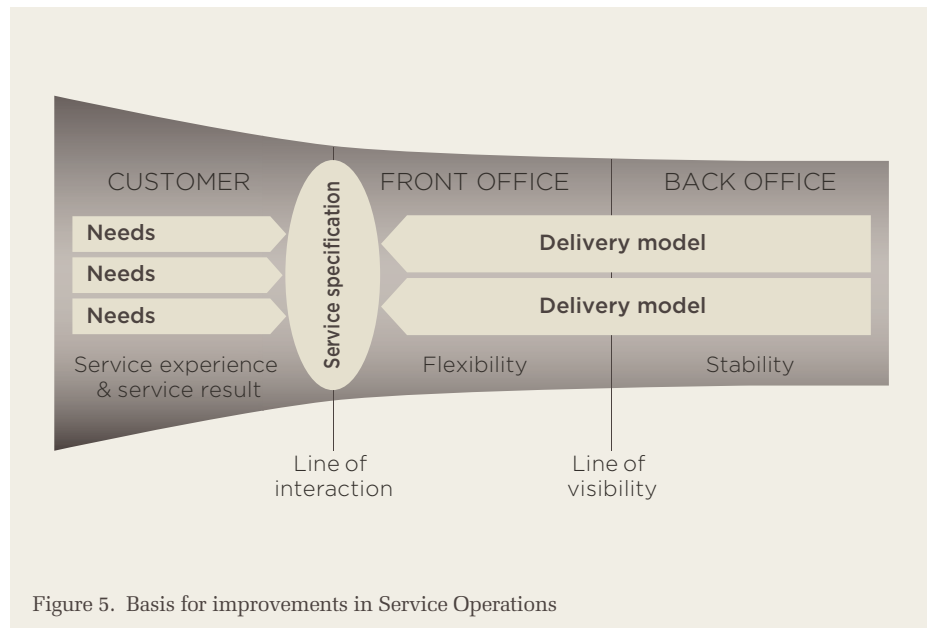 CUSTOMER
FRONT OFFICE
BACK OFFICE
Needs
Needs
Needs
Service specification
Delivery model
Delivery model
Service experience
& service result
Flexibility
Stability
Line of
interaction
Line of
visibility
Figure 5. Basis for improvements in Service Operations